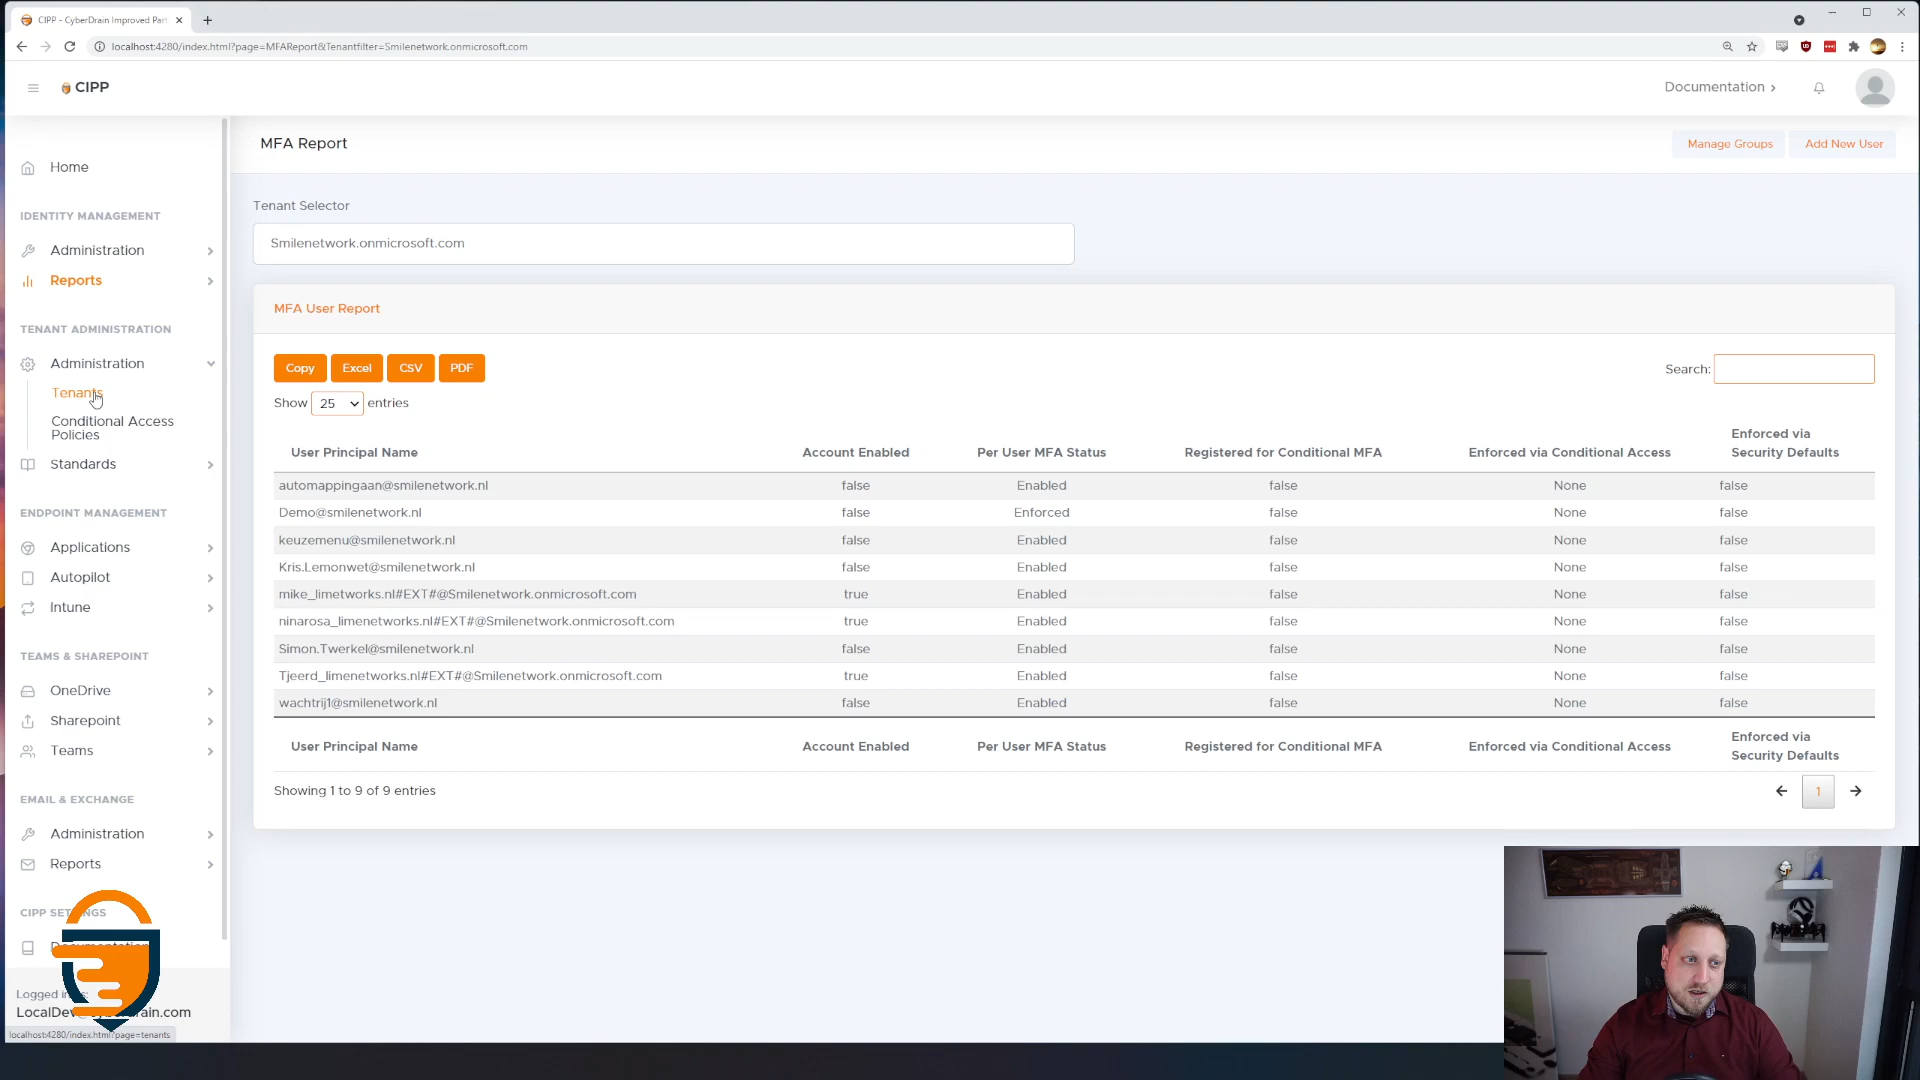 CIPP - CyberDrain Improved Part
localhost:4280/index.html?page=MFAReport&Tenantfilter=Smilenetwork.onmicrosoft.com
CIPP
Documentation
MFA Report
Manage Groups
Add New User
Home
IDENTITY MANAGEMENT
Administration
Reports
TENANT ADMINISTRATION
Administration
Tenants
Conditional Access
Policies
Standards
ENDPOINT MANAGEMENT
Applications
Autopilot
Intune
TEAMS & SHAREPOINT
OneDrive
Sharepoint
Teams
EMAIL & EXCHANGE
Administration
Reports
CIPP
Logged in
localhost:4280/index.html?page=tenants
Tenant Selector
Smilenetwork.onmicrosoft.com
MFA User Report
Copy Excel CSV PDF
Search:
Show 25 entries
User Principal Name Account Enabled Per User MFA Status Registered for Conditional MFA Enforced via Conditional Access Enforced via
Security Defaults
automappingaan@smilenetwork.nl false Enabled false None false
Demo@smilenetwork.nl false Enforced false None false
keuzemenu@smilenetwork.nl false Enabled false None false
Kris.Lemonwet@smilenetwork.nl false Enabled false None false
mike_limetworks.nl#EXT#@Smilenetwork.onmicrosoft.com true Enabled false None false
ninarosa_limenetworks.nl#EXT#@Smilenetwork.onmicrosoft.com true Enabled false None false
Simon.Twerkel@smilenetwork.nl false Enabled false None false
Tjeerd_limenetworks.nl#EXT#@Smilenetwork.onmicrosoft.com true Enabled false None false
wachtrij1@smilenetwork.nl false Enabled false None false
User Principal Name Account Enabled Per User MFA Status Registered for Conditional MFA Enforced via Conditional Access Enforced via
Security Defaults
Showing 1 to 9 of 9 entries
1